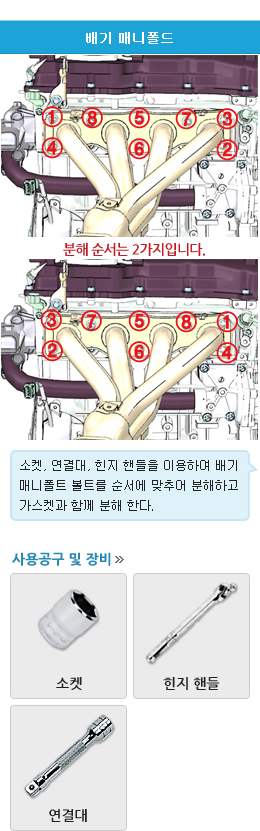 배기 매니폴드
① ⑧ ⑤ ⑦ ③
④ ⑥ ②
분해 순서는 2가지입니다.
③ ⑦ ⑤ ⑧ ①
② ⑥ ④
소켓, 연결대, 힌지 핸들을 이용하여 배기
매니폴트 볼트를 순서에 맞추어 분해하고
가스켓과 함께 분해 한다.
사용공구 및 장비 »
소켓
힌지 핸들
연결대